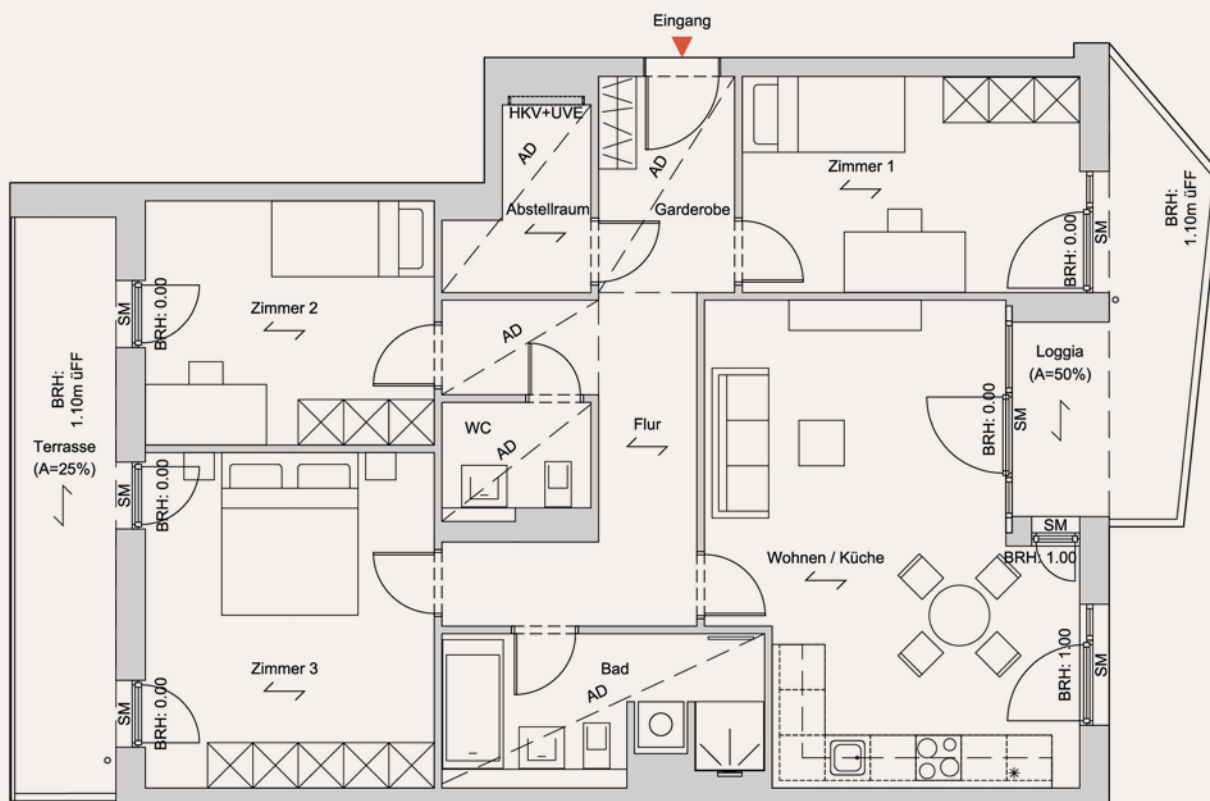 Eingang
HKV+UVE
AD
AD
Zimmer 1
Abstellraum
Garderobe
BRH: 0.00
SM
BRH:
1.10m üFF
Zimmer 2
SM
BRH: 0.00
AD
Loggia
(A=50%)
BRH:
1.10m üFF
BRH: 0.00
SM
Terrasse
(A=25%)
WC
AD
Flur
SM
BRH: 0.00
SM
BRH: 1.00
Wohnen / Küche
Zimmer 3
Bad
AD
BRH: 1.00
SM
SM
BRH: 0.00